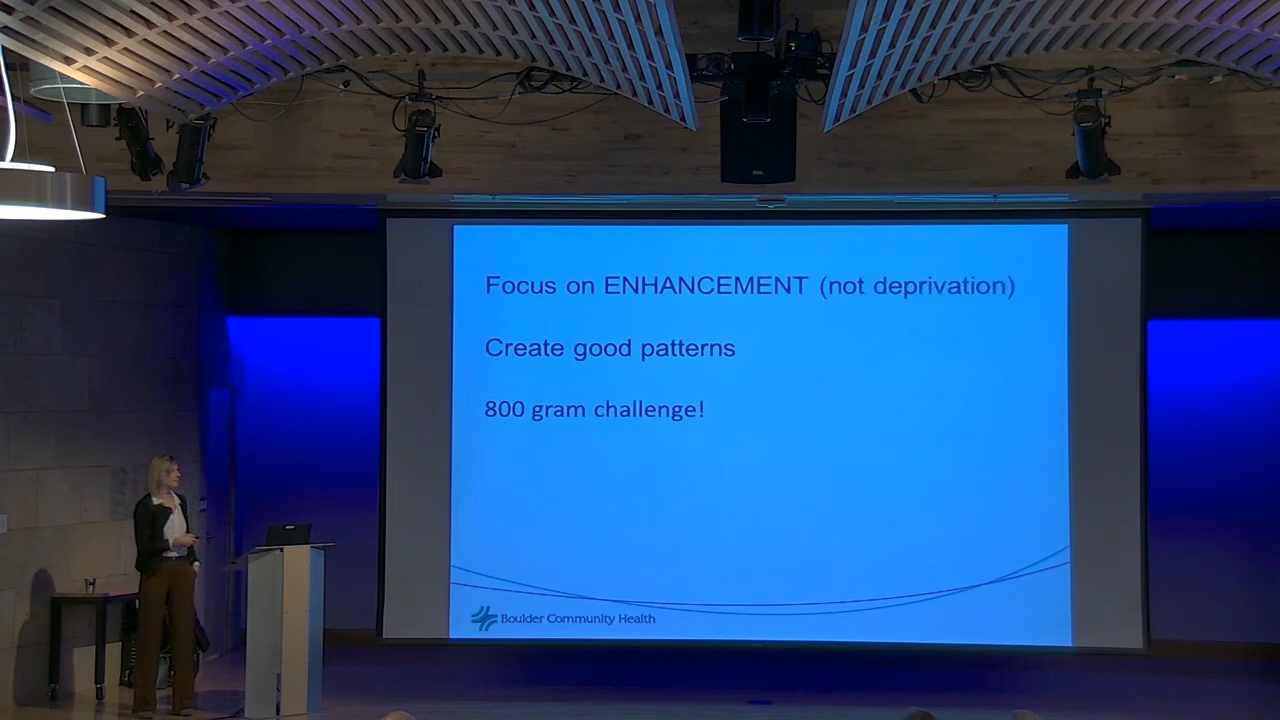 Focus on ENHANCEMENT (not deprivation)
Create good patterns
800 gram challenge!
Boulder Community Health